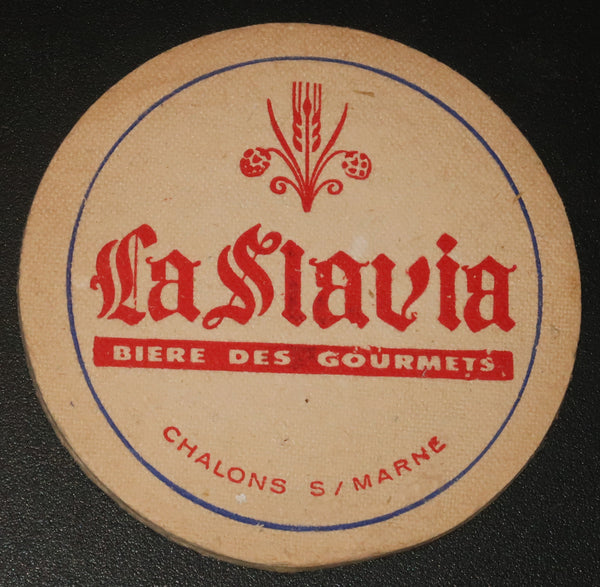 La Slavia
BIERE DES GOURMETS
CHALONS S/MARNE